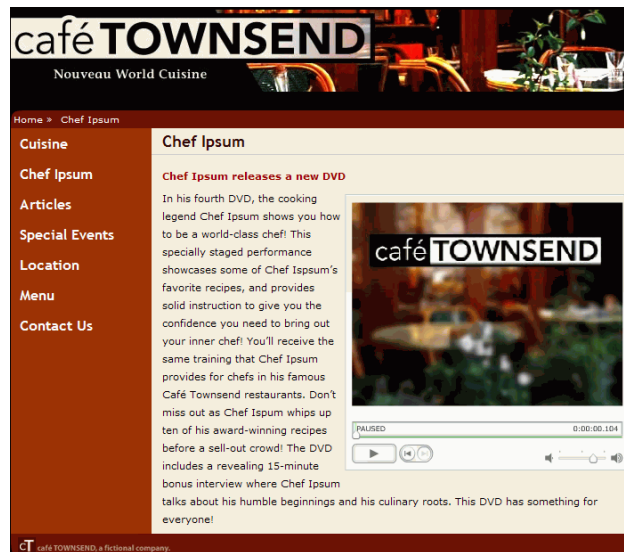 café TOWNSEND
Nouveau World Cuisine
Home » Chef Ipsum
Cuisine
Chef Ipsum
Articles
Special Events
Location
Menu
Contact Us
Chef Ipsum
Chef Ipsum releases a new DVD
In his fourth DVD, the cooking
legend Chef Ipsum shows you how
to be a world-class chef! This
specially staged performance
showcases some of Chef Ispsum's
favorite recipes, and provides
solid instruction to give you the
confidence you need to bring out
your inner chef! You'll receive the
same training that Chef Ipsum
provides for chefs in his famous
Café Townsend restaurants. Don't
miss out as Chef Ispum whips up
ten of his award-winning recipes
before a sell-out crowd! The DVD
includes a revealing 15-minute
bonus interview where Chef Ipsum
talks about his humble beginnings and his culinary roots. This DVD has something for
everyone!
café TOWNSEND
PAUSED 0:00:00.104
cT café TOWNSEND, a fictional company.